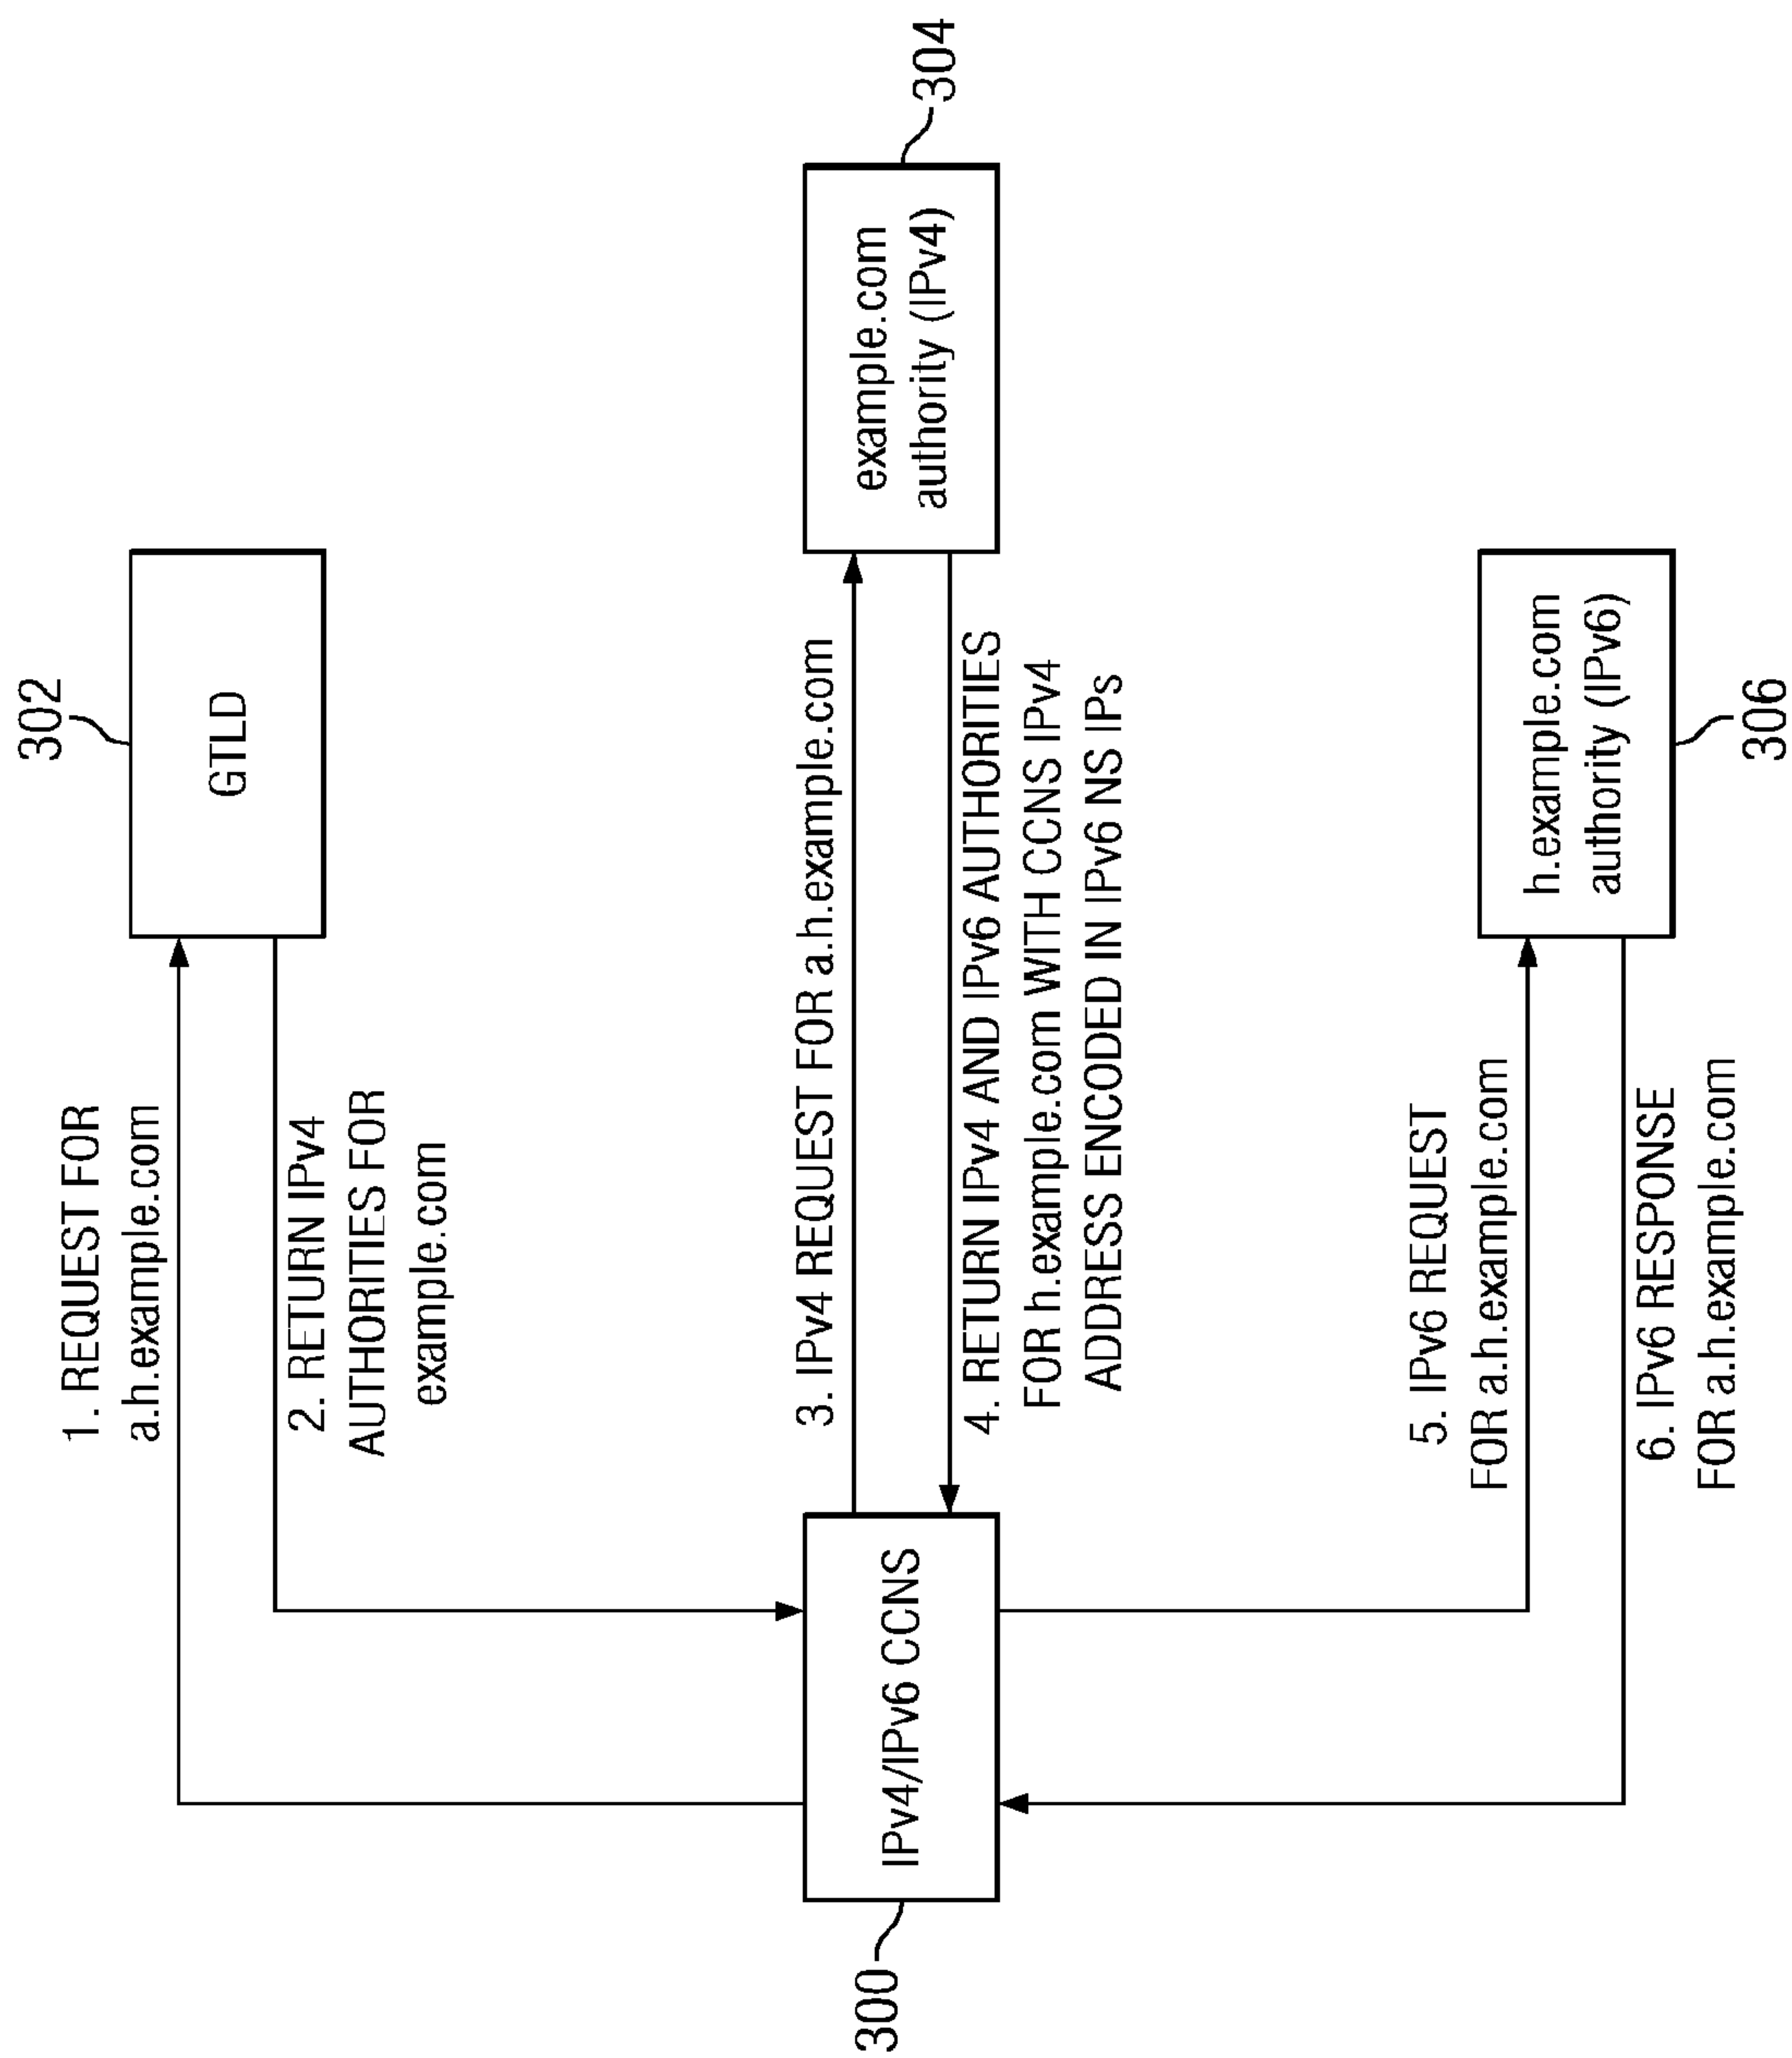 302
GTLD
1. REQUEST FOR
a.h.example.com
2. RETURN IPv4
AUTHORITIES FOR
example.com
304
example.com
authority (IPv4)
3. IPv4 REQUEST FOR a.h.example.com
4. RETURN IPv4 AND IPv6 AUTHORITIES
FOR h.example.com WITH CCNS IPv4
ADDRESS ENCODED IN IPv6 NS IPs
300
IPv4/IPv6 CCNS
5. IPv6 REQUEST
FOR a.h.example.com
6. IPv6 RESPONSE
FOR a.h.example.com
h.example.com
authority (IPv6)
306